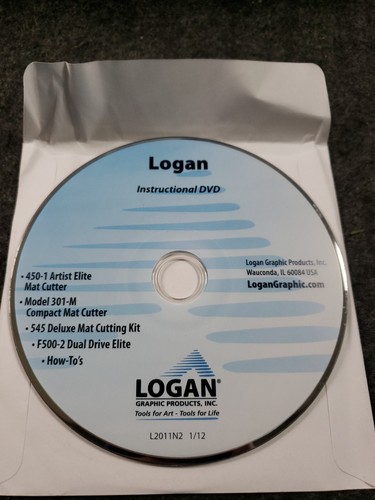 Logan
Instructional DVD
• 450-1 Artist Elite
Mat Cutter
• Model 301-M
Compact Mat Cutter
• 545 Deluxe Mat Cutting Kit
• F500-2 Dual Drive Elite
• How-To's
Logan Graphic Products, Inc.
Wauconda, IL 60084 USA
LoganGraphic.com
LOGAN®
GRAPHIC PRODUCTS, INC.
Tools for Art - Tools for Life
L2011N2 1/12